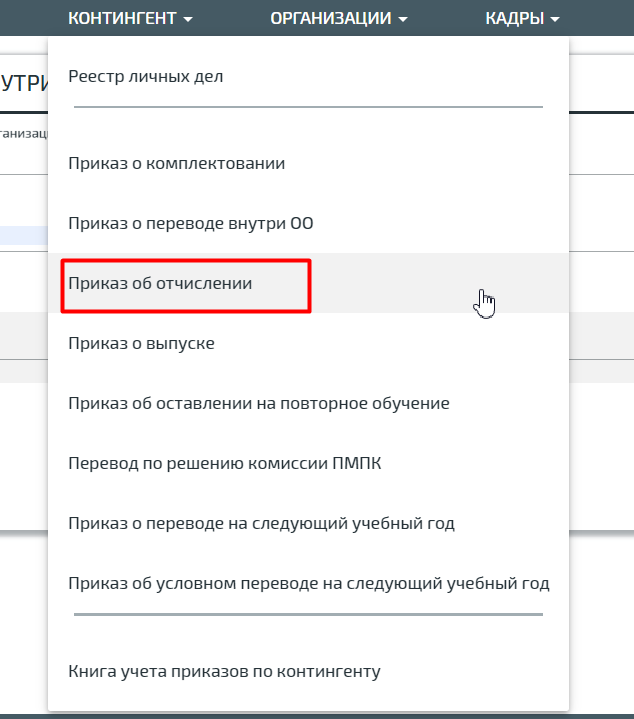 КОНТИНГЕНТ ОРГАНИЗАЦИИ КАДРЫ
Реестр личных дел
Приказ о комплектовании
Приказ о переводе внутри ОО
Приказ об отчислении
Приказ о выпуске
Приказ об оставлении на повторное обучение
Перевод по решению комиссии ПМПК
Приказ о переводе на следующий учебный год
Приказ об условном переводе на следующий учебный год
Книга учета приказов по контингенту